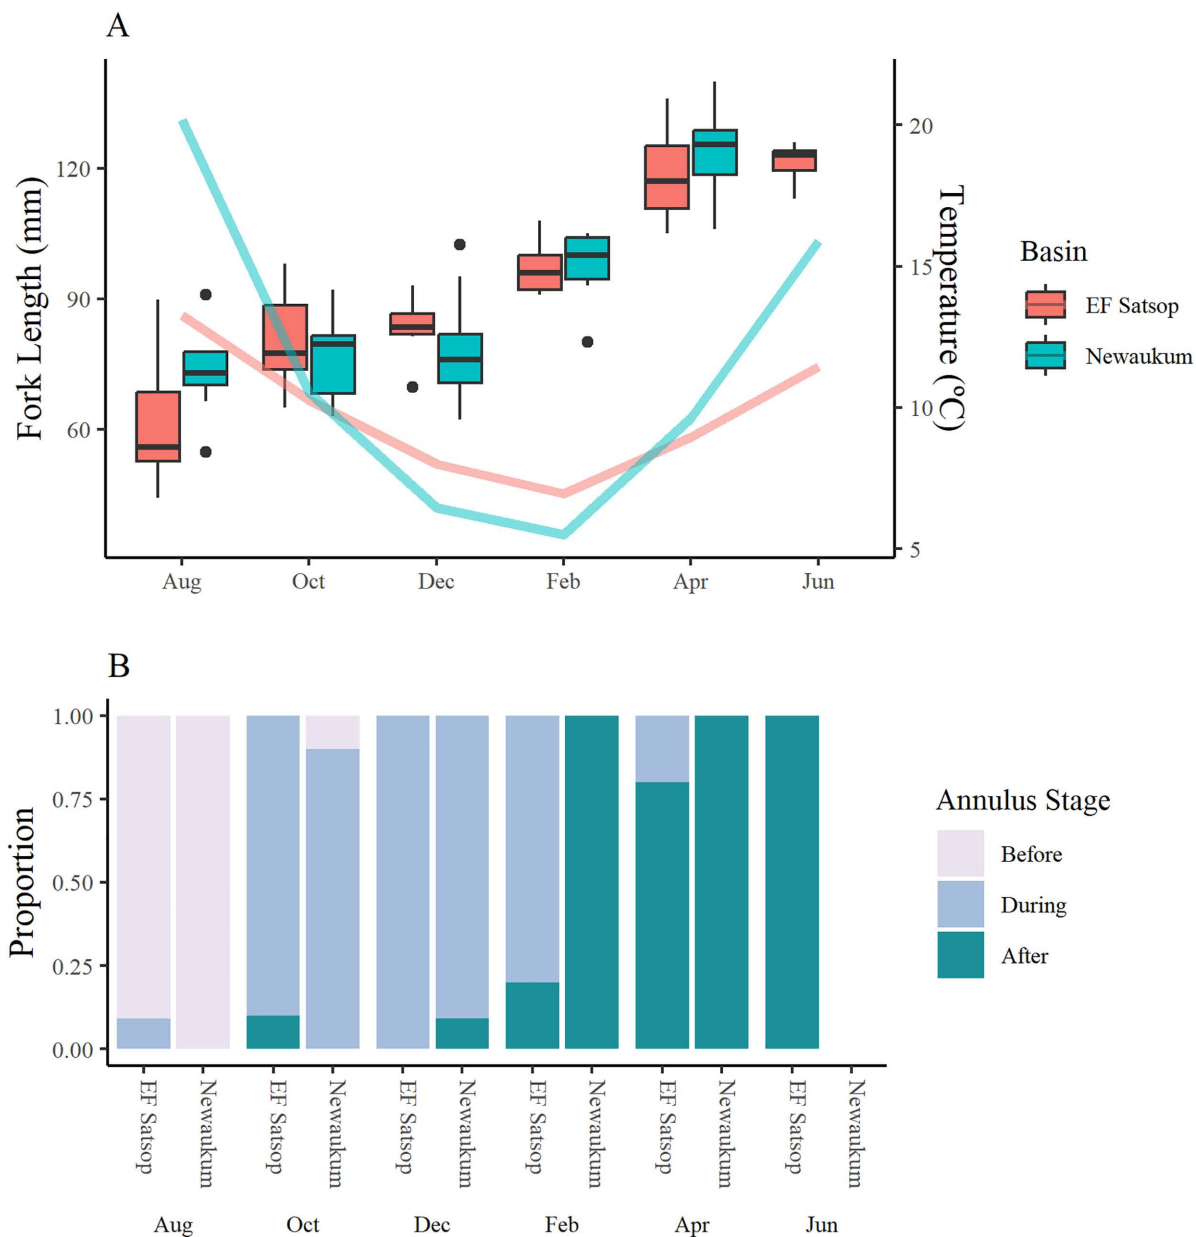 A
Fork Length (mm)
120
90
60
20
15
10
5
Temperature (°C)
Aug Oct Dec Feb Apr Jun
Basin
EF Satsop
Newaukum
B
Proportion
1.00
0.75
0.50
0.25
0.00
EF Satsop
Newaukum
EF Satsop
Newaukum
EF Satsop
Newaukum
EF Satsop
Newaukum
EF Satsop
Newaukum
EF Satsop
Newaukum
Aug Oct Dec Feb Apr Jun
Annulus Stage
Before
During
After